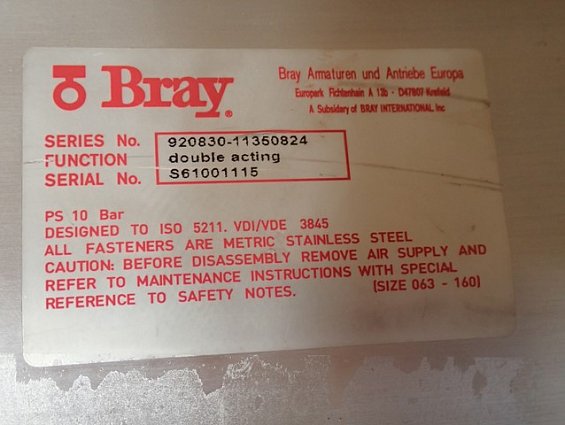 Bray®
Bray Armaturen und Antriebe Europa
Europark Fichtenhain A 13b - D47807 Krefeld
A Subsidary of BRAY INTERNATIONAL, Inc
SERIES No. 920830-11350824
FUNCTION double acting
SERIAL No. S61001115
PS 10 Bar
DESIGNED TO ISO 5211. VDI/VDE 3845
ALL FASTENERS ARE METRIC STAINLESS STEEL
CAUTION: BEFORE DISASSEMBLY REMOVE AIR SUPPLY AND
REFER TO MAINTENANCE INSTRUCTIONS WITH SPECIAL
REFERENCE TO SAFETY NOTES. (SIZE 063 - 160)